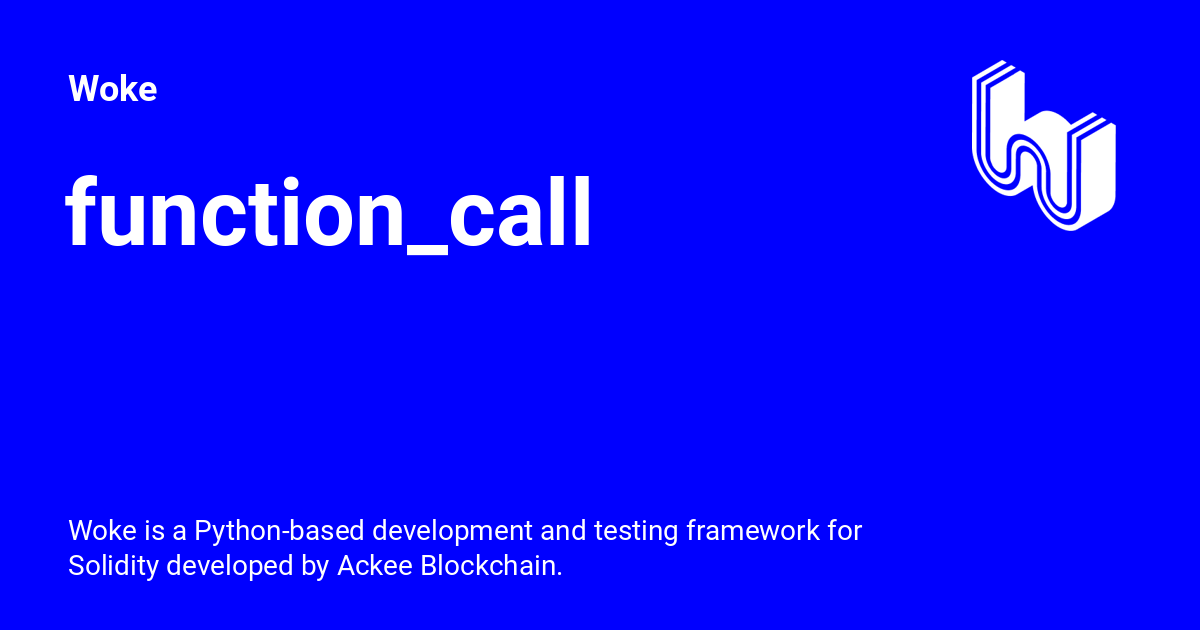 Woke
function_call
Woke is a Python-based development and testing framework for
Solidity developed by Ackee Blockchain.